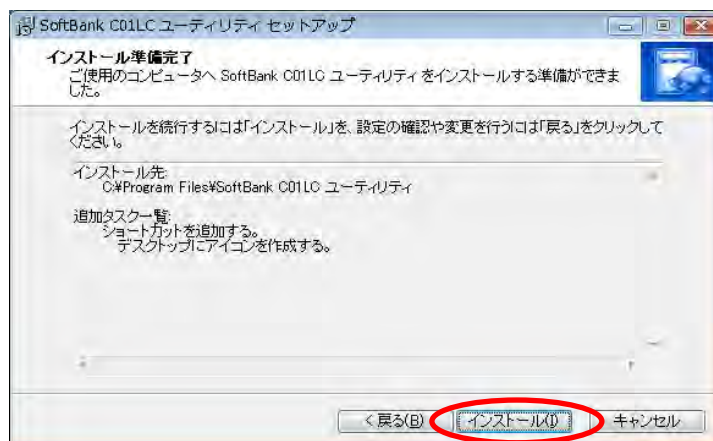 SoftBank C01LC ユーティリティ セットアップ
インストール準備完了
ご使用のコンピュータへ SoftBank C01LC ユーティリティ をインストールする準備ができま
した。
インストールを続行するには「インストール」を、設定の確認や変更を行うには「戻る」をクリックして
ください。
インストール先:
C:¥Program Files¥SoftBank C01LC ユーティリティ
追加タスク一覧:
ショートカットを追加する。
デスクトップにアイコンを作成する。
< 戻る(B) インストール(I) キャンセル